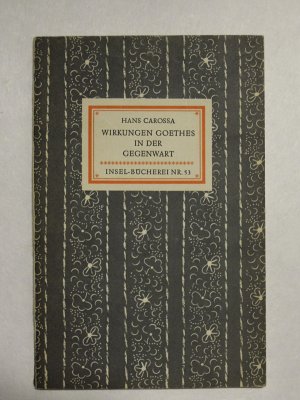 HANS CAROSSA
WIRKUNGEN GOETHES
IN DER
GEGENWART
INSEL-BÜCHEREI NR. 53